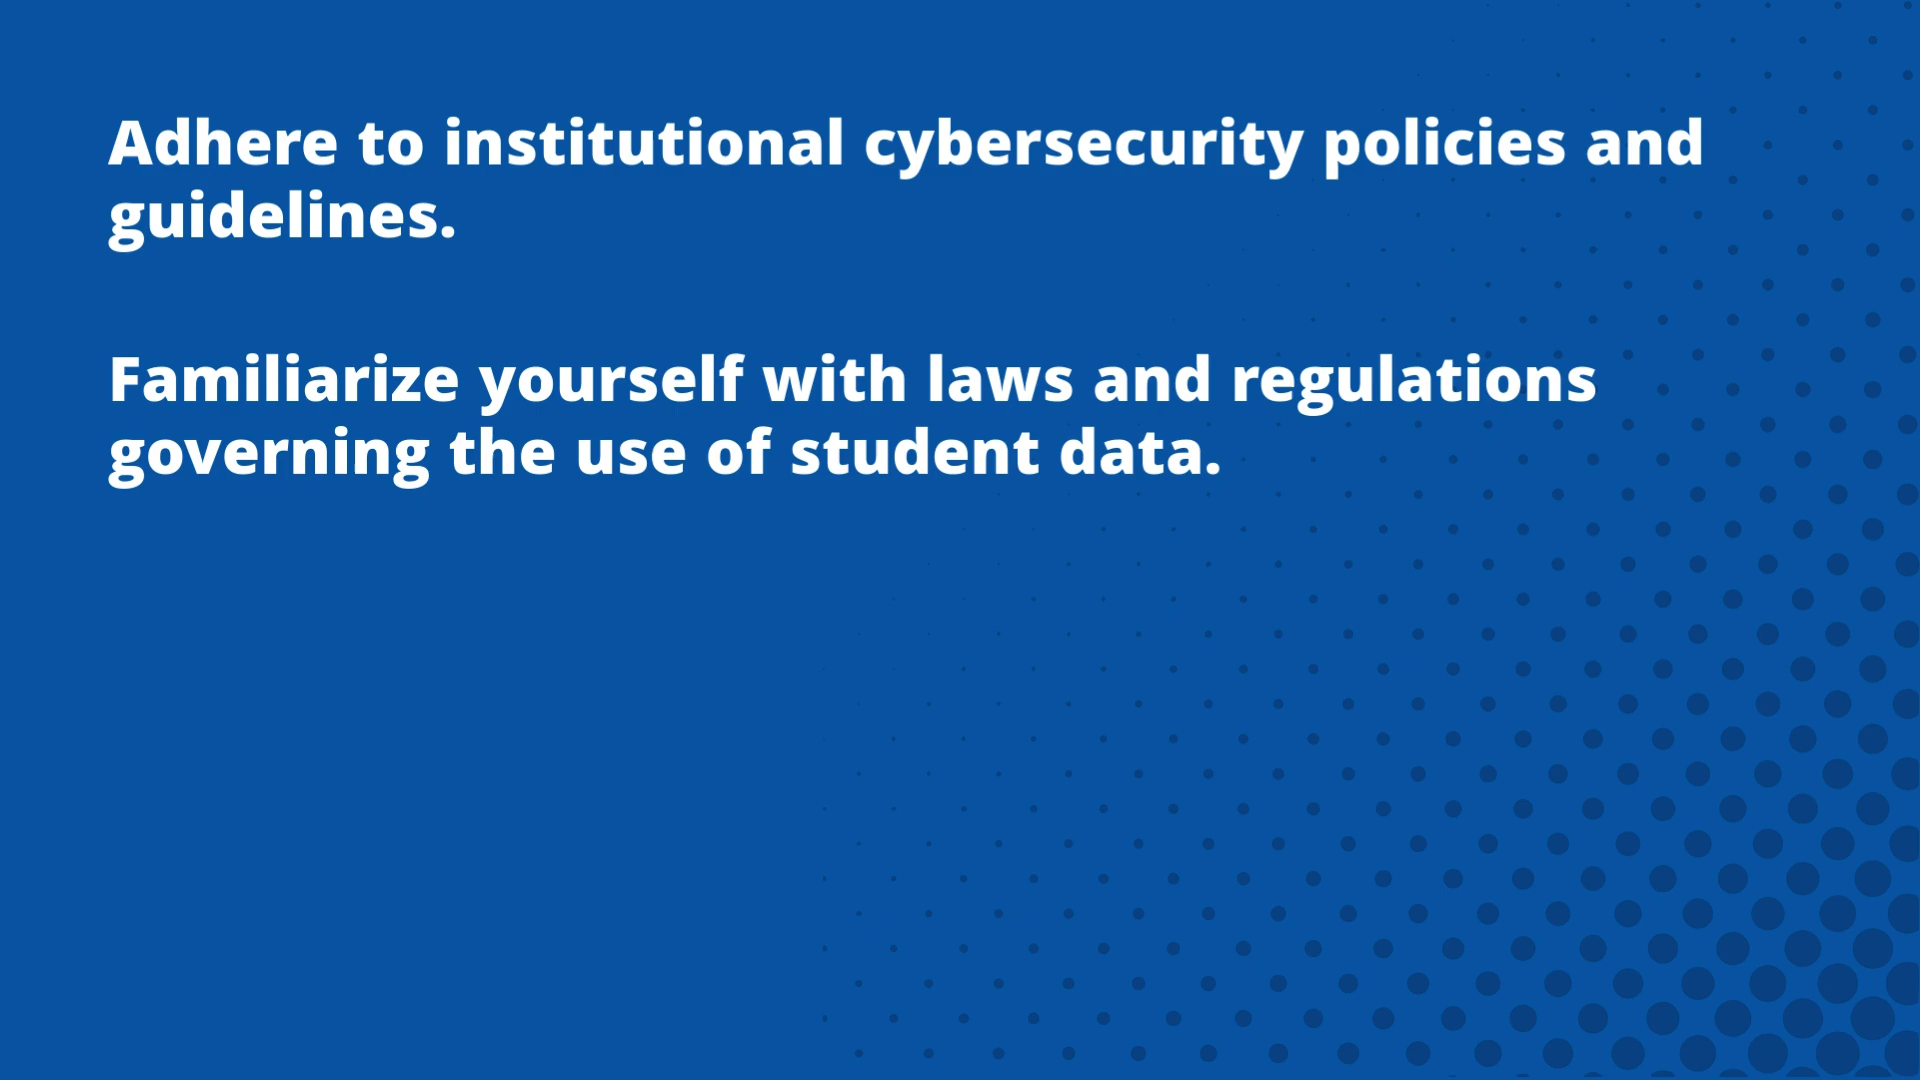 Adhere to institutional cybersecurity policies and
guidelines.
Familiarize yourself with laws and regulations
governing the use of student data.